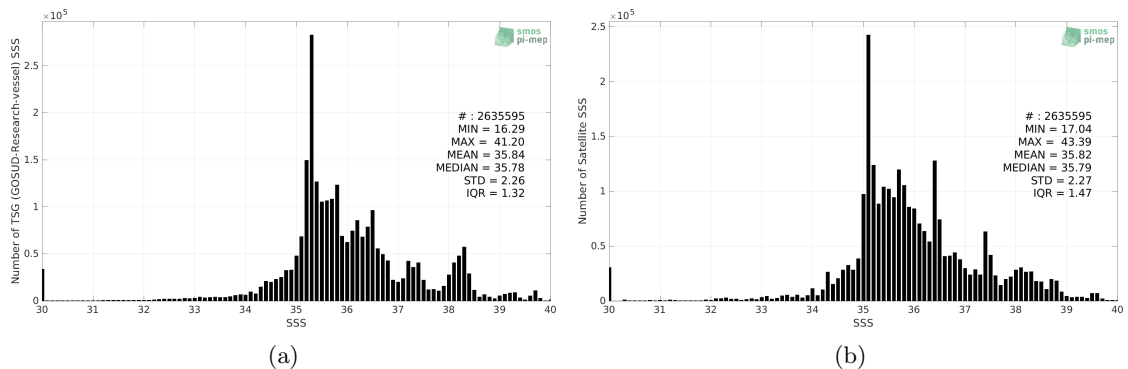 ×10⁵
Number of TSG (GOSUD-Research-vessel) SSS
2.5
2
1.5
1
0.5
0
30 31 32 33 34 35 36 37 38 39 40
SSS
smos
pi-mep
# : 2635595
MIN = 16.29
MAX = 41.20
MEAN = 35.84
MEDIAN = 35.78
STD = 2.26
IQR = 1.32
(a)
×10⁵
Number of Satellite SSS
2.5
2
1.5
1
0.5
0
30 31 32 33 34 35 36 37 38 39 40
SSS
smos
pi-mep
# : 2635595
MIN = 17.04
MAX = 43.39
MEAN = 35.82
MEDIAN = 35.79
STD = 2.27
IQR = 1.47
(b)